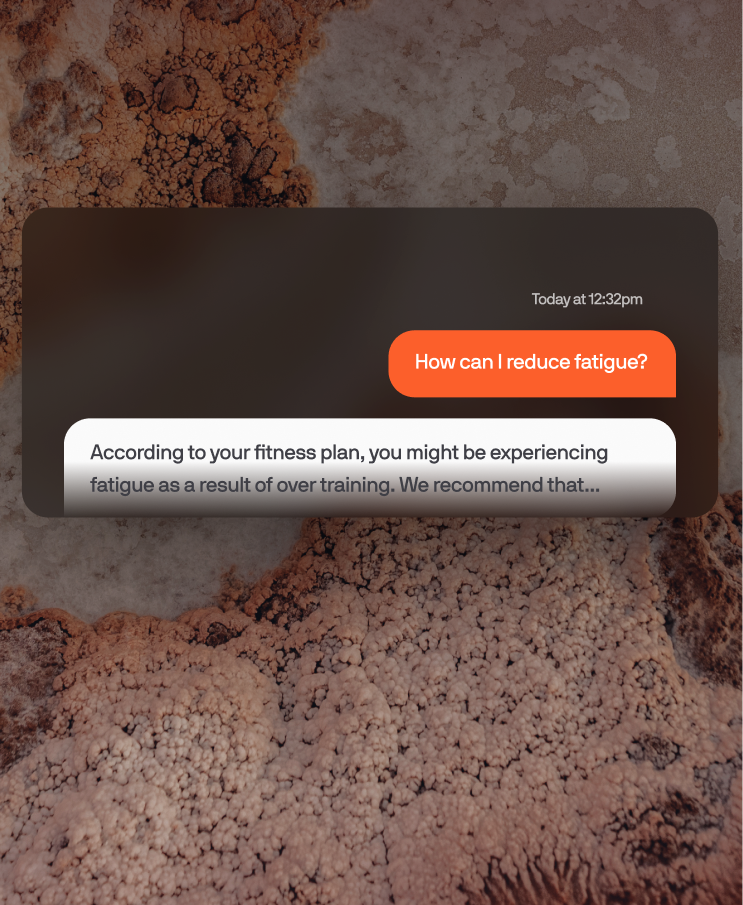 Today at 12:32pm
How can I reduce fatigue?
According to your fitness plan, you might be experiencing
fatigue as a result of over training. We recommend that...